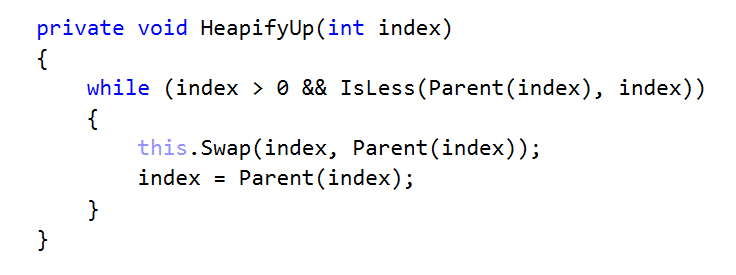 private void HeapifyUp(int index)
{
    while (index > 0 && IsLess(Parent(index), index))
    {
        this.Swap(index, Parent(index));
        index = Parent(index);
    }
}